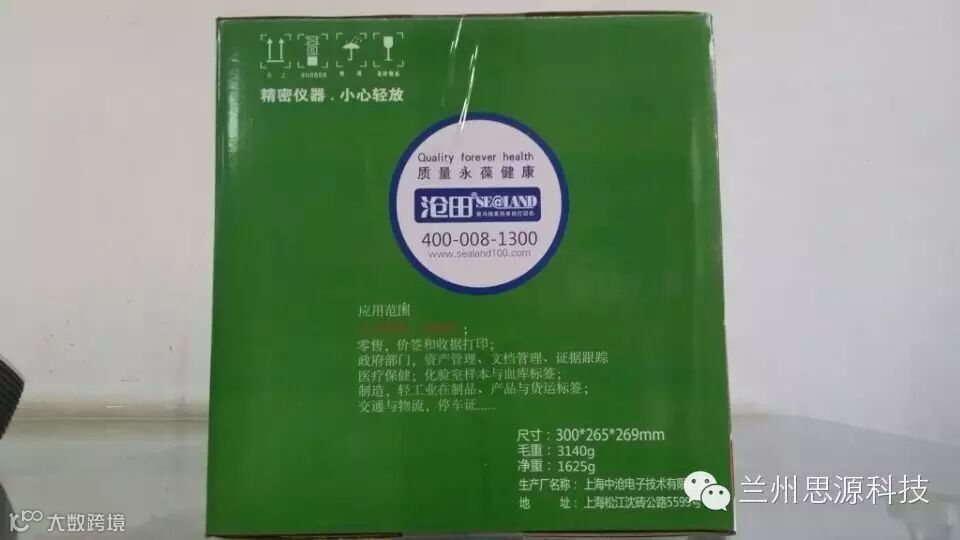 精密仪器．小心轻放
Quality forever health
质量永葆健康
沧田® SE@LAND
400-008-1300
www.sealand100.com
应用范围
零售，价签和收据打印；
政府部门，资产管理、文档管理、证据跟踪
医疗保健；化验室样本与血库标签；
制造，轻工业在制品、产品与货运标签；
交通与物流，停车证......
尺寸：300*265*269mm
毛重：3140g
净重：1625g
生产厂名称：上海中沧电子技术有限
地 址：上海松江沈砖公路5599号
兰州思源科技
大数跨境